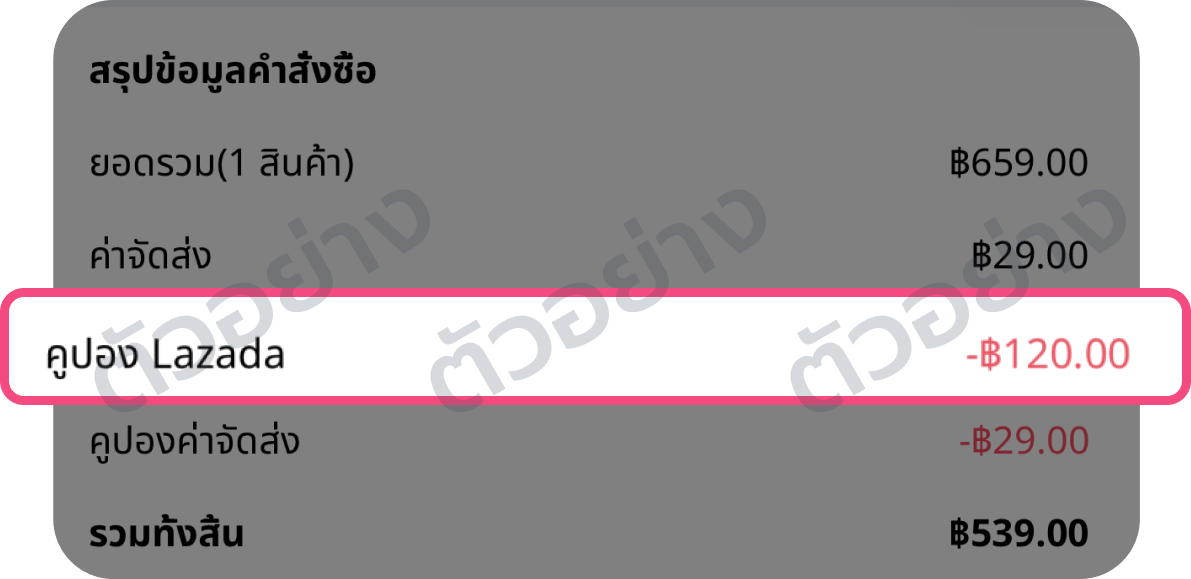 สรุปข้อมูลคำสั่งซื้อ
ยอดรวม(1 สินค้า) ฿659.00
ค่าจัดส่ง ฿29.00
คูปอง Lazada -฿120.00
คูปองค่าจัดส่ง -฿29.00
รวมทั้งสิ้น ฿539.00
ตัวอย่าง ตัวอย่าง ตัวอย่าง